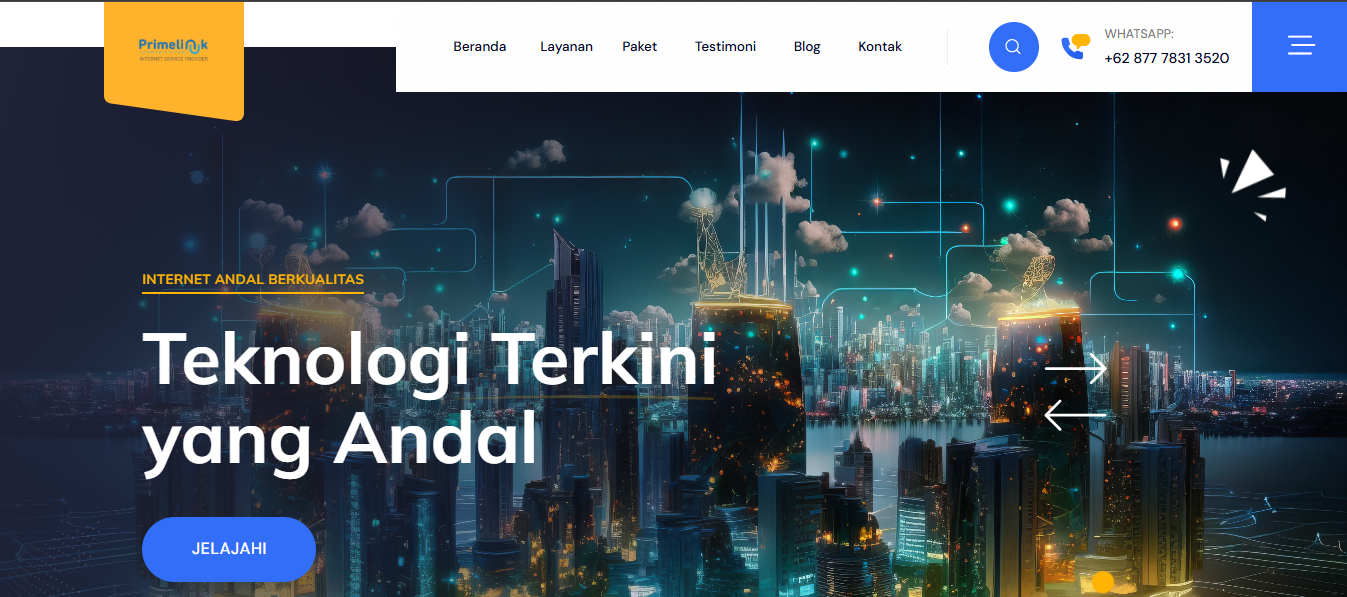 Primelink
INTERNET SERVICE PROVIDER
Beranda
Layanan
Paket
Testimoni
Blog
Kontak
WHATSAPP:
+62 877 7831 3520
INTERNET ANDAL BERKUALITAS
Teknologi Terkini
yang Andal
JELAJAHI